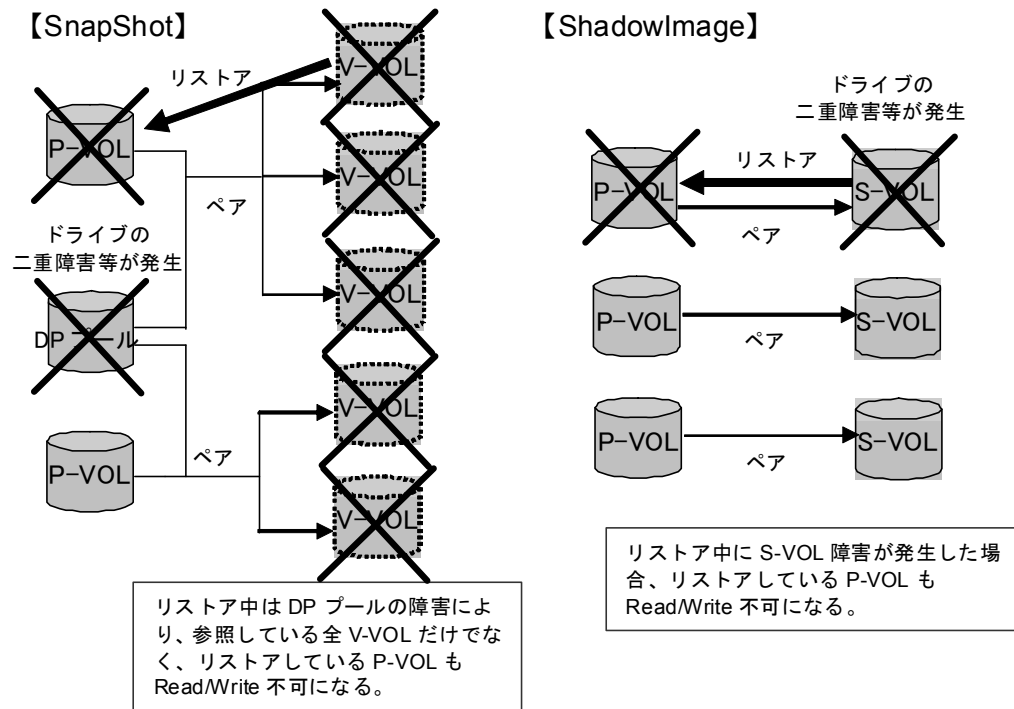 【SnapShot】
V-VOL
リストア
P-VOL
V-VOL
ペア
ドライブの
二重障害等が発生
V-VOL
DP プール
V-VOL
P-VOL
ペア
V-VOL
リストア中は DP プールの障害によ
り、参照している全 V-VOL だけでな
く、リストアしている P-VOL も
Read/Write 不可になる。
【ShadowImage】
ドライブの
二重障害等が発生
リストア
P-VOL
S-VOL
ペア
P-VOL
S-VOL
ペア
P-VOL
S-VOL
ペア
リストア中に S-VOL 障害が発生した場
合、リストアしている P-VOL も
Read/Write 不可になる。